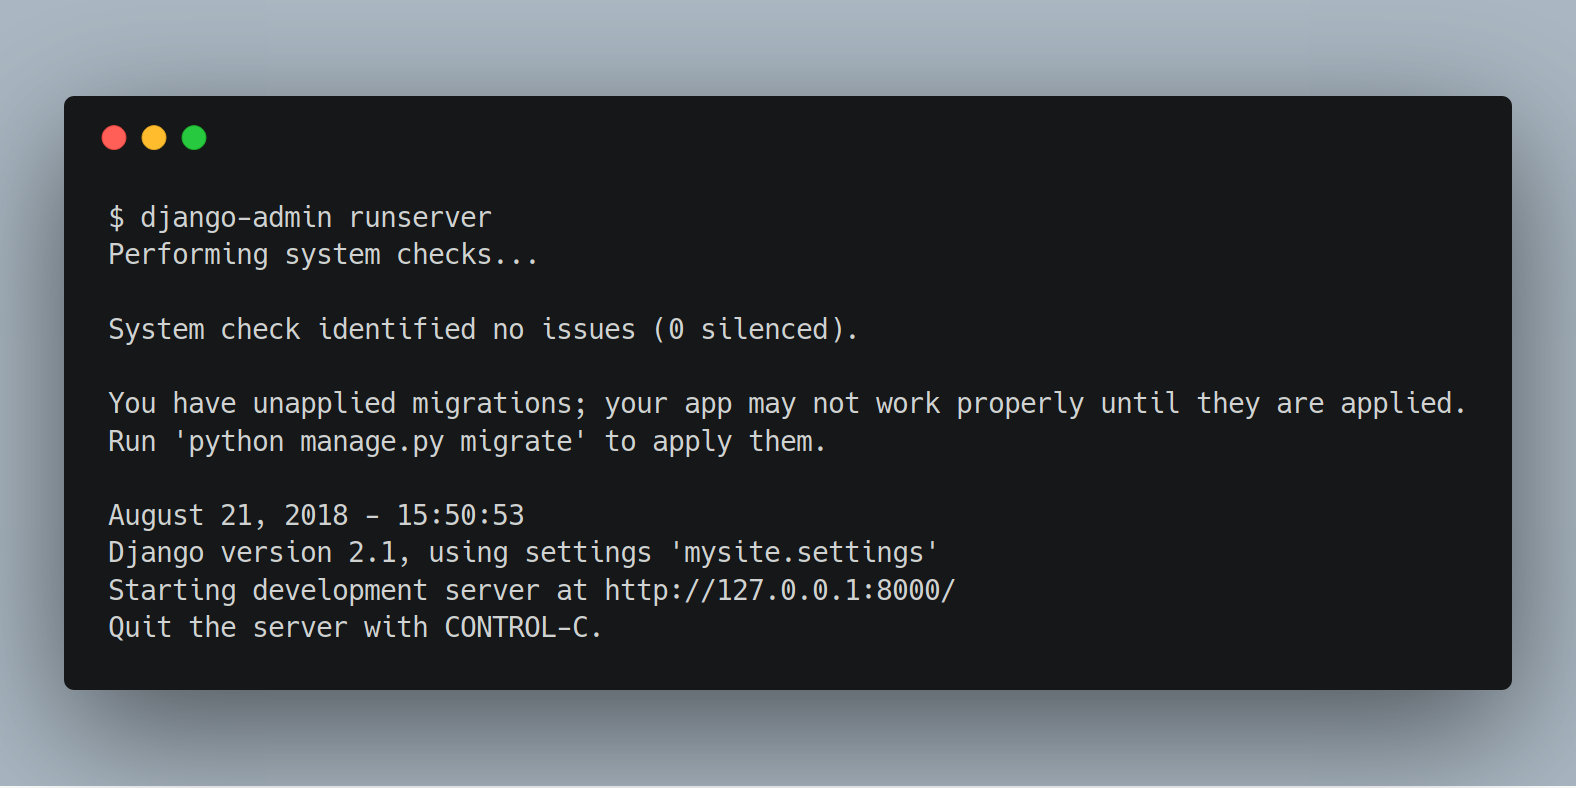 $ django-admin runserver
Performing system checks...
System check identified no issues (0 silenced).
You have unapplied migrations; your app may not work properly until they are applied.
Run 'python manage.py migrate' to apply them.
August 21, 2018 - 15:50:53
Django version 2.1, using settings 'mysite.settings'
Starting development server at http://127.0.0.1:8000/
Quit the server with CONTROL-C.